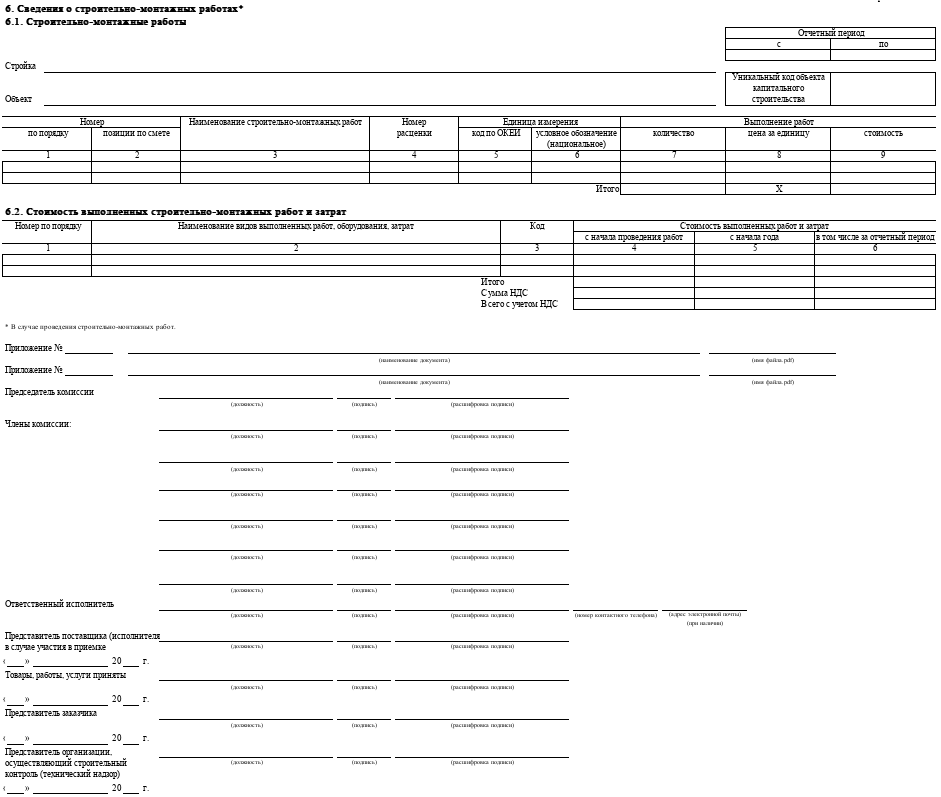 6. Сведения о строительно-монтажных работах*
6.1. Строительно-монтажные работы
Отчетный период
с по
Стройка
Уникальный код объекта
капитального
строительства
Объект
Номер Наименование строительно-монтажных работ Номер расценки Единица измерения Выполнение работ
по порядку позиции по смете код по ОКЕИ условное обозначение (национальное) количество цена за единицу стоимость
1 2 3 4 5 6 7 8 9
Итого X
6.2. Стоимость выполненных строительно-монтажных работ и затрат
Номер по порядку Наименование видов выполненных работ, оборудования, затрат Код Стоимость выполненных работ и затрат
с начала проведения работ с начала года в том числе за отчетный период
1 2 3 4 5 6
Итого
Сумма НДС
Всего с учетом НДС
* В случае проведения строительно-монтажных работ.
Приложение №
(наименование документа) (имя файла.pdf)
Приложение №
(наименование документа) (имя файла.pdf)
Председатель комиссии
(должность) (подпись) (расшифровка подписи)
Члены комиссии:
(должность) (подпись) (расшифровка подписи)
(должность) (подпись) (расшифровка подписи)
(должность) (подпись) (расшифровка подписи)
(должность) (подпись) (расшифровка подписи)
(должность) (подпись) (расшифровка подписи)
(должность) (подпись) (расшифровка подписи)
Ответственный исполнитель
(должность) (подпись) (расшифровка подписи) (номер контактного телефона) (адрес электронной почты)
(при наличии)
Представитель поставщика (исполнителя
в случае участия в приемке
(должность) (подпись) (расшифровка подписи)
« » 20 г.
Товары, работы, услуги приняты
(должность) (подпись) (расшифровка подписи)
« » 20 г.
Представитель заказчика
(должность) (подпись) (расшифровка подписи)
« » 20 г.
Представитель организации,
осуществляющий строительный
контроль (технический надзор)
(должность) (подпись) (расшифровка подписи)
« » 20 г.